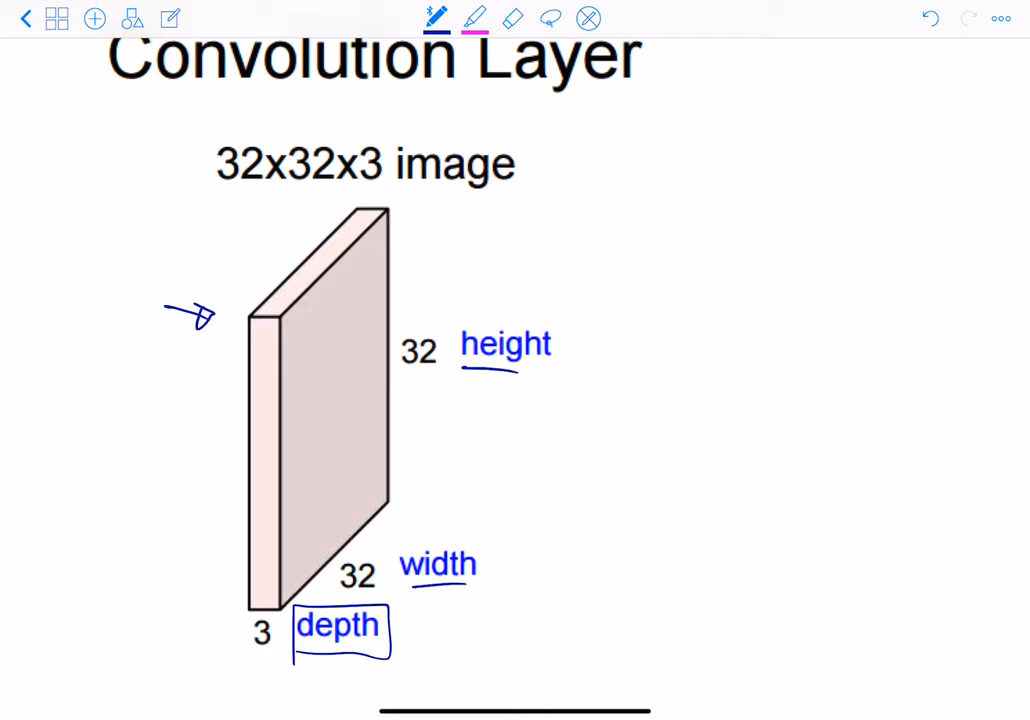 Convolution Layer
32x32x3 image
32 height
32 width
3 depth